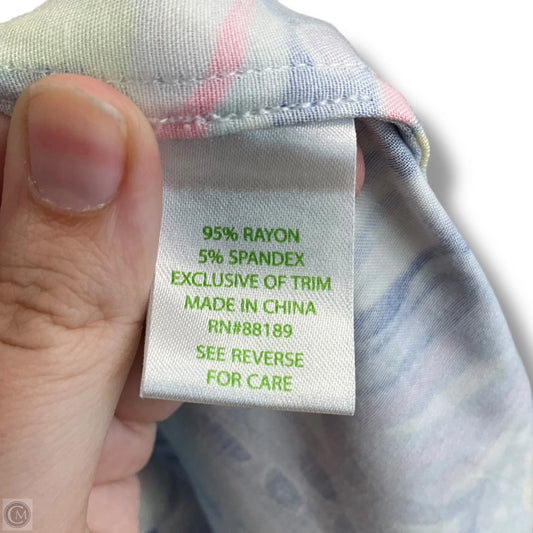 95% RAYON
5% SPANDEX
EXCLUSIVE OF TRIM
MADE IN CHINA
RN#88189
SEE REVERSE
FOR CARE